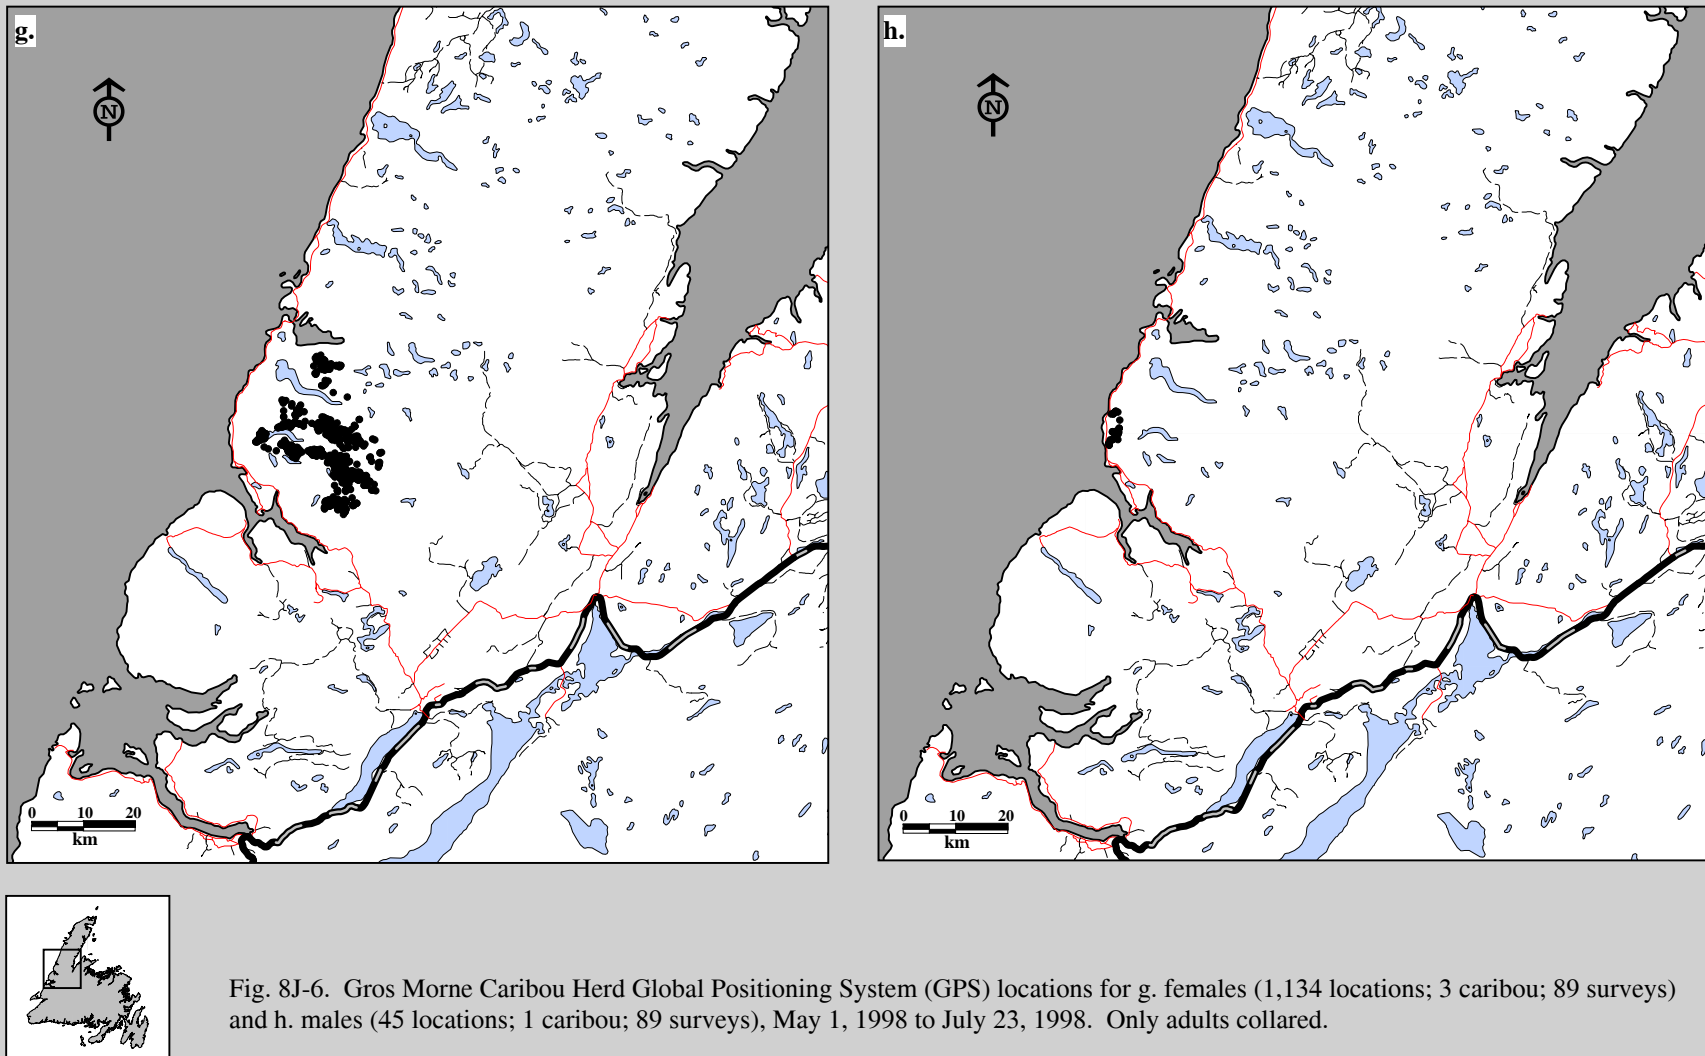 g.
N
0 10 20
km
h.
N
0 10 20
km
Fig. 8J-6. Gros Morne Caribou Herd Global Positioning System (GPS) locations for g. females (1,134 locations; 3 caribou; 89 surveys)
and h. males (45 locations; 1 caribou; 89 surveys), May 1, 1998 to July 23, 1998. Only adults collared.